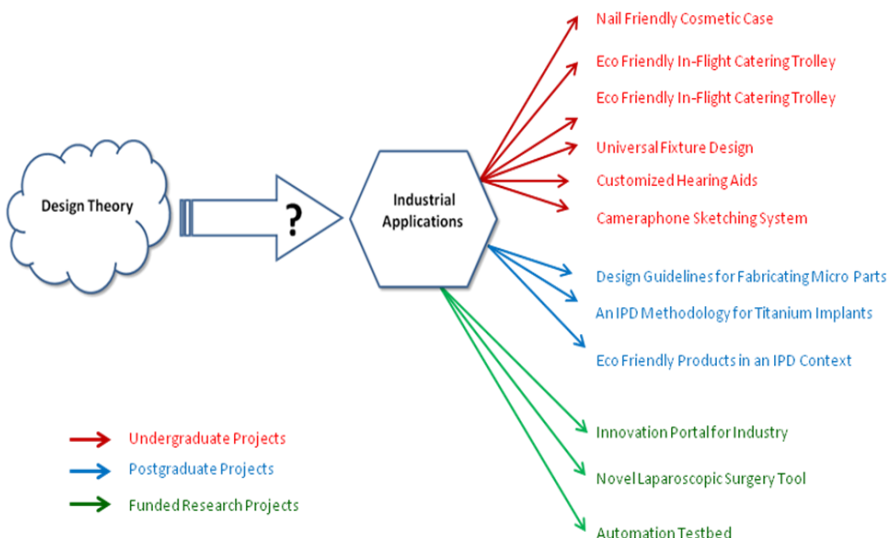 Design Theory
?
Industrial
Applications
Nail Friendly Cosmetic Case
Eco Friendly In-Flight Catering Trolley
Eco Friendly In-Flight Catering Trolley
Universal Fixture Design
Customized Hearing Aids
Cameraphone Sketching System
Design Guidelines for Fabricating Micro Parts
An IPD Methodology for Titanium Implants
Eco Friendly Products in an IPD Context
Innovation Portal for Industry
Novel Laparoscopic Surgery Tool
Automation Testbed
Undergraduate Projects
Postgraduate Projects
Funded Research Projects